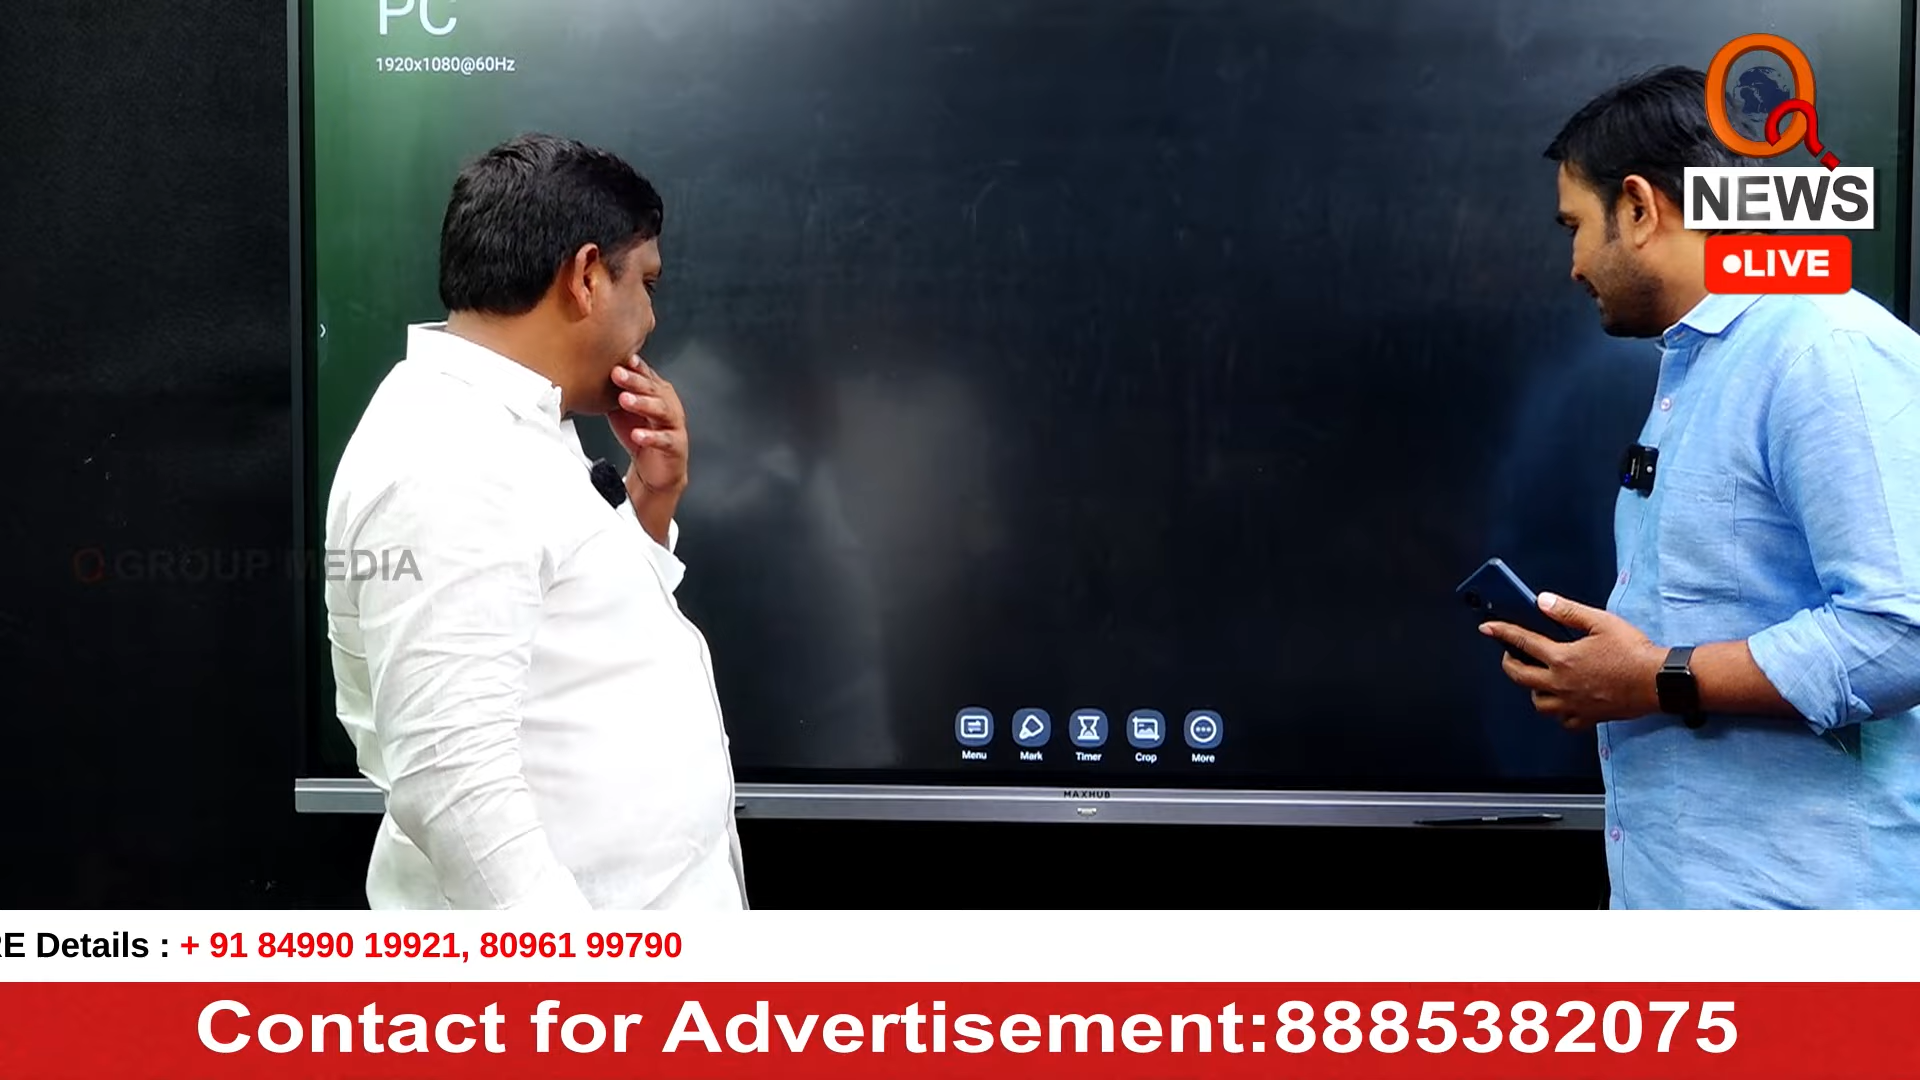 PC
1920x1080@60Hz
Q
NEWS
LIVE
Q GROUP MEDIA
Menu Mark Timer Crop More
MAXHUB
RE Details : + 91 84990 19921, 80961 99790
Contact for Advertisement:8885382075